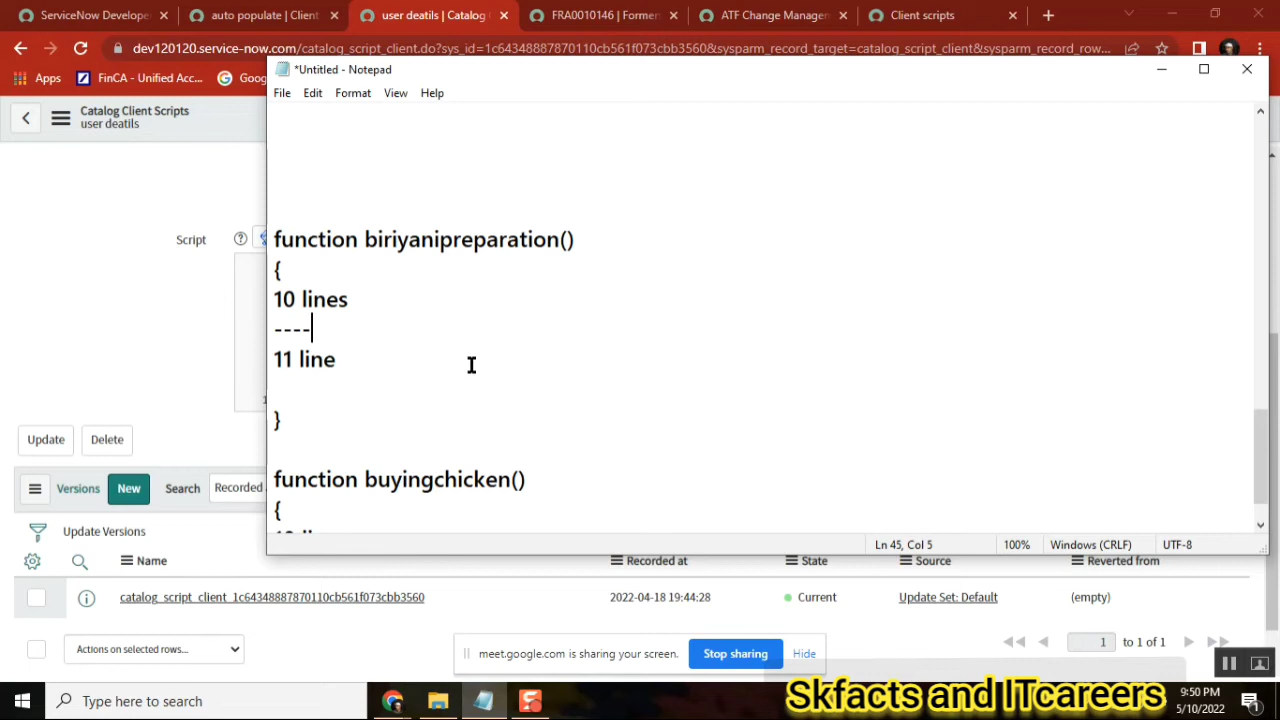 ServiceNow Develope
auto populate | Client
user deatils | Catalog
FRA0010146 | Former
ATF Change Managem
Client scripts
dev120120.service-now.com/catalog_script_client.do?sys_id=1c64348887870110cb561f073cbb3560&sysparm_record_target=catalog_script_client&sysparm_record_row...
Apps
FinCA - Unified Acc...
Goog
*Untitled - Notepad
File Edit Format View Help
Catalog Client Scripts
user deatils
Script
function biriyanipreparation()
{
10 lines
----
11 line
}
function buyingchicken()
{
Update Delete
Versions New Search Recorded
Update Versions
Ln 45, Col 5 100% Windows (CRLF) UTF-8
Name Recorded at State Source Reverted from
catalog_script_client_1c64348887870110cb561f073cbb3560 2022-04-18 19:44:28 Current Update Set: Default (empty)
Actions on selected rows...
1 to 1 of 1
meet.google.com is sharing your screen. Stop sharing Hide
Skfacts and ITcareers
Type here to search
9:50 PM
5/10/2022